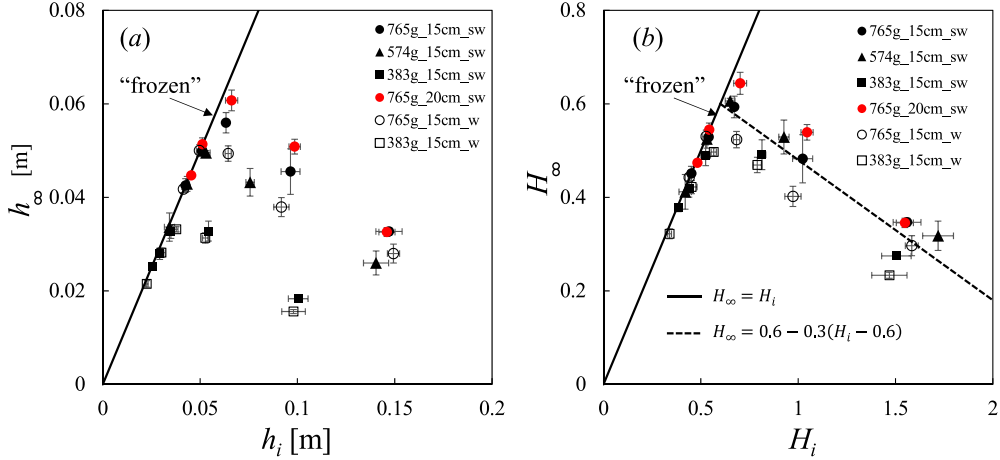 (a)
"frozen"
765g_15cm_sw
574g_15cm_sw
383g_15cm_sw
765g_20cm_sw
765g_15cm_w
383g_15cm_w
h∞ [m]
0.08
0.06
0.04
0.02
0
0 0.05 0.1 0.15 0.2
hᵢ [m]
(b)
"frozen"
765g_15cm_sw
574g_15cm_sw
383g_15cm_sw
765g_20cm_sw
765g_15cm_w
383g_15cm_w
H∞ = Hᵢ
H∞ = 0.6 − 0.3(Hᵢ − 0.6)
H∞
0.8
0.6
0.4
0.2
0
0 0.5 1 1.5 2
Hᵢ